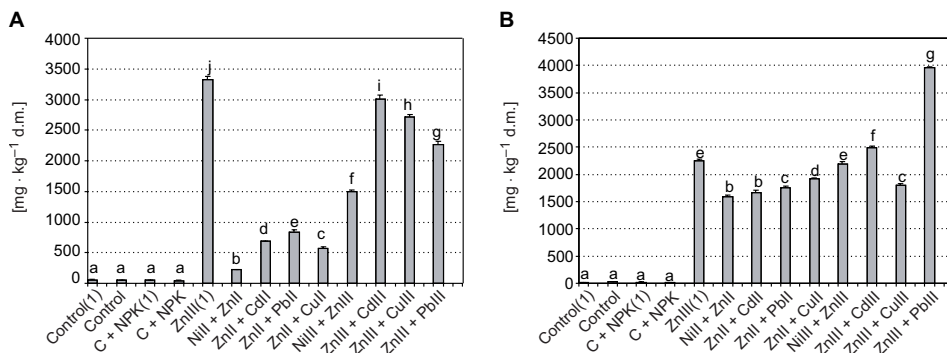 A
[mg · kg⁻¹ d.m.]
4000
3500
3000
2500
2000
1500
1000
500
0
a
a
a
a
j
b
d
e
c
f
i
h
g
Control(1)
Control
C + NPK(1)
C + NPK
ZnIII(1)
NiII + ZnII
ZnII + CdII
ZnII + PbII
ZnII + CuII
NiIII + ZnIII
ZnIII + CdIII
ZnIII + CuIII
ZnIII + PbIII
B
[mg · kg⁻¹ d.m.]
4500
4000
3500
3000
2500
2000
1500
1000
500
0
a
a
a
a
e
b
b
c
d
e
f
c
g
Control(1)
Control
C + NPK(1)
C + NPK
ZnIII(1)
NiII + ZnII
ZnII + CdII
ZnII + PbII
ZnII + CuII
NiIII + ZnIII
ZnIII + CdIII
ZnIII + CuIII
ZnIII + PbIII